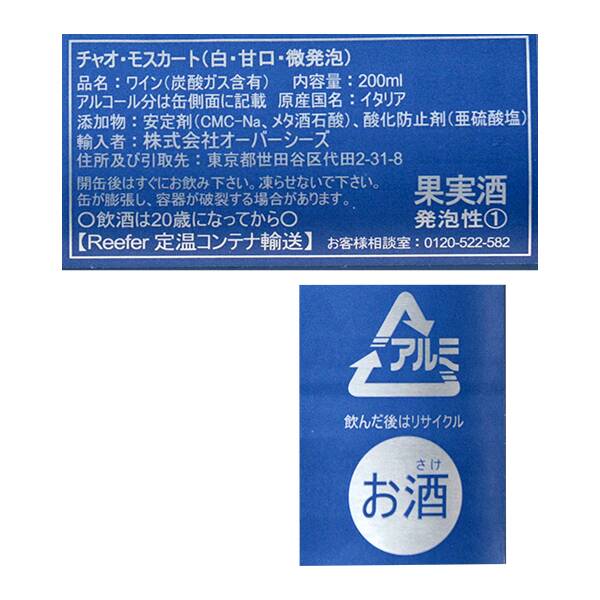 チャオ・モスカート(白・甘口・微発泡)
品名：ワイン(炭酸ガス含有) 内容量：200ml
アルコール分は缶側面に記載 原産国名：イタリア
添加物：安定剤(CMC-Na、メタ酒石酸)、酸化防止剤(亜硫酸塩)
輸入者：株式会社オーバーシーズ
住所及び引取先：東京都世田谷区代田2-31-8
開缶後はすぐにお飲み下さい。凍らせないで下さい。
缶が膨張し、容器が破裂する場合があります。
果実酒
発泡性①
○飲酒は20歳になってから○
【Reefer 定温コンテナ輸送】 お客様相談室：0120-522-582
アルミ
飲んだ後はリサイクル
さけ
お酒